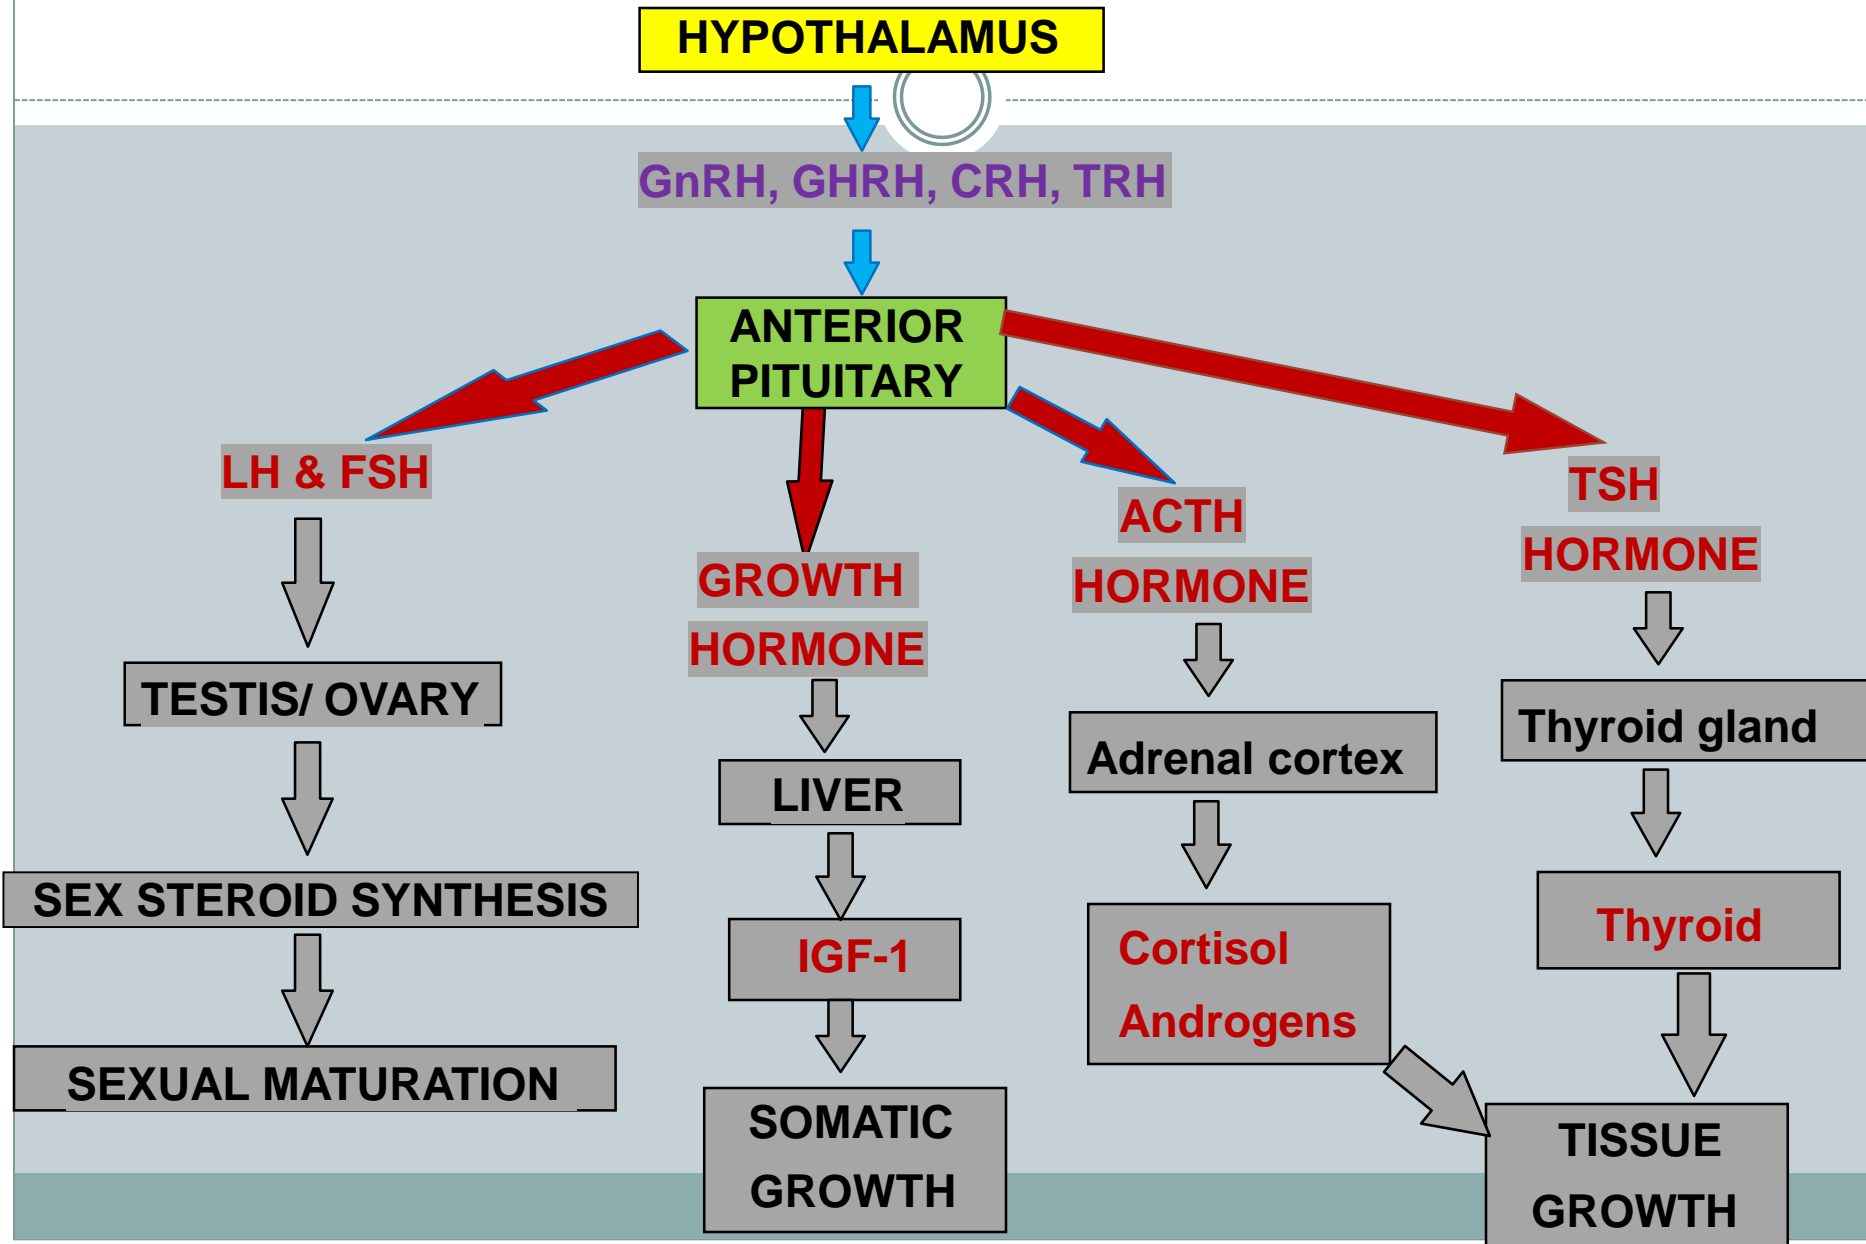 HYPOTHALAMUS
GnRH, GHRH, CRH, TRH
ANTERIOR
PITUITARY
LH & FSH
TESTIS/ OVARY
SEX STEROID SYNTHESIS
SEXUAL MATURATION
GROWTH
HORMONE
LIVER
IGF-1
SOMATIC
GROWTH
ACTH
HORMONE
Adrenal cortex
Cortisol
Androgens
TSH
HORMONE
Thyroid gland
Thyroid
TISSUE
GROWTH